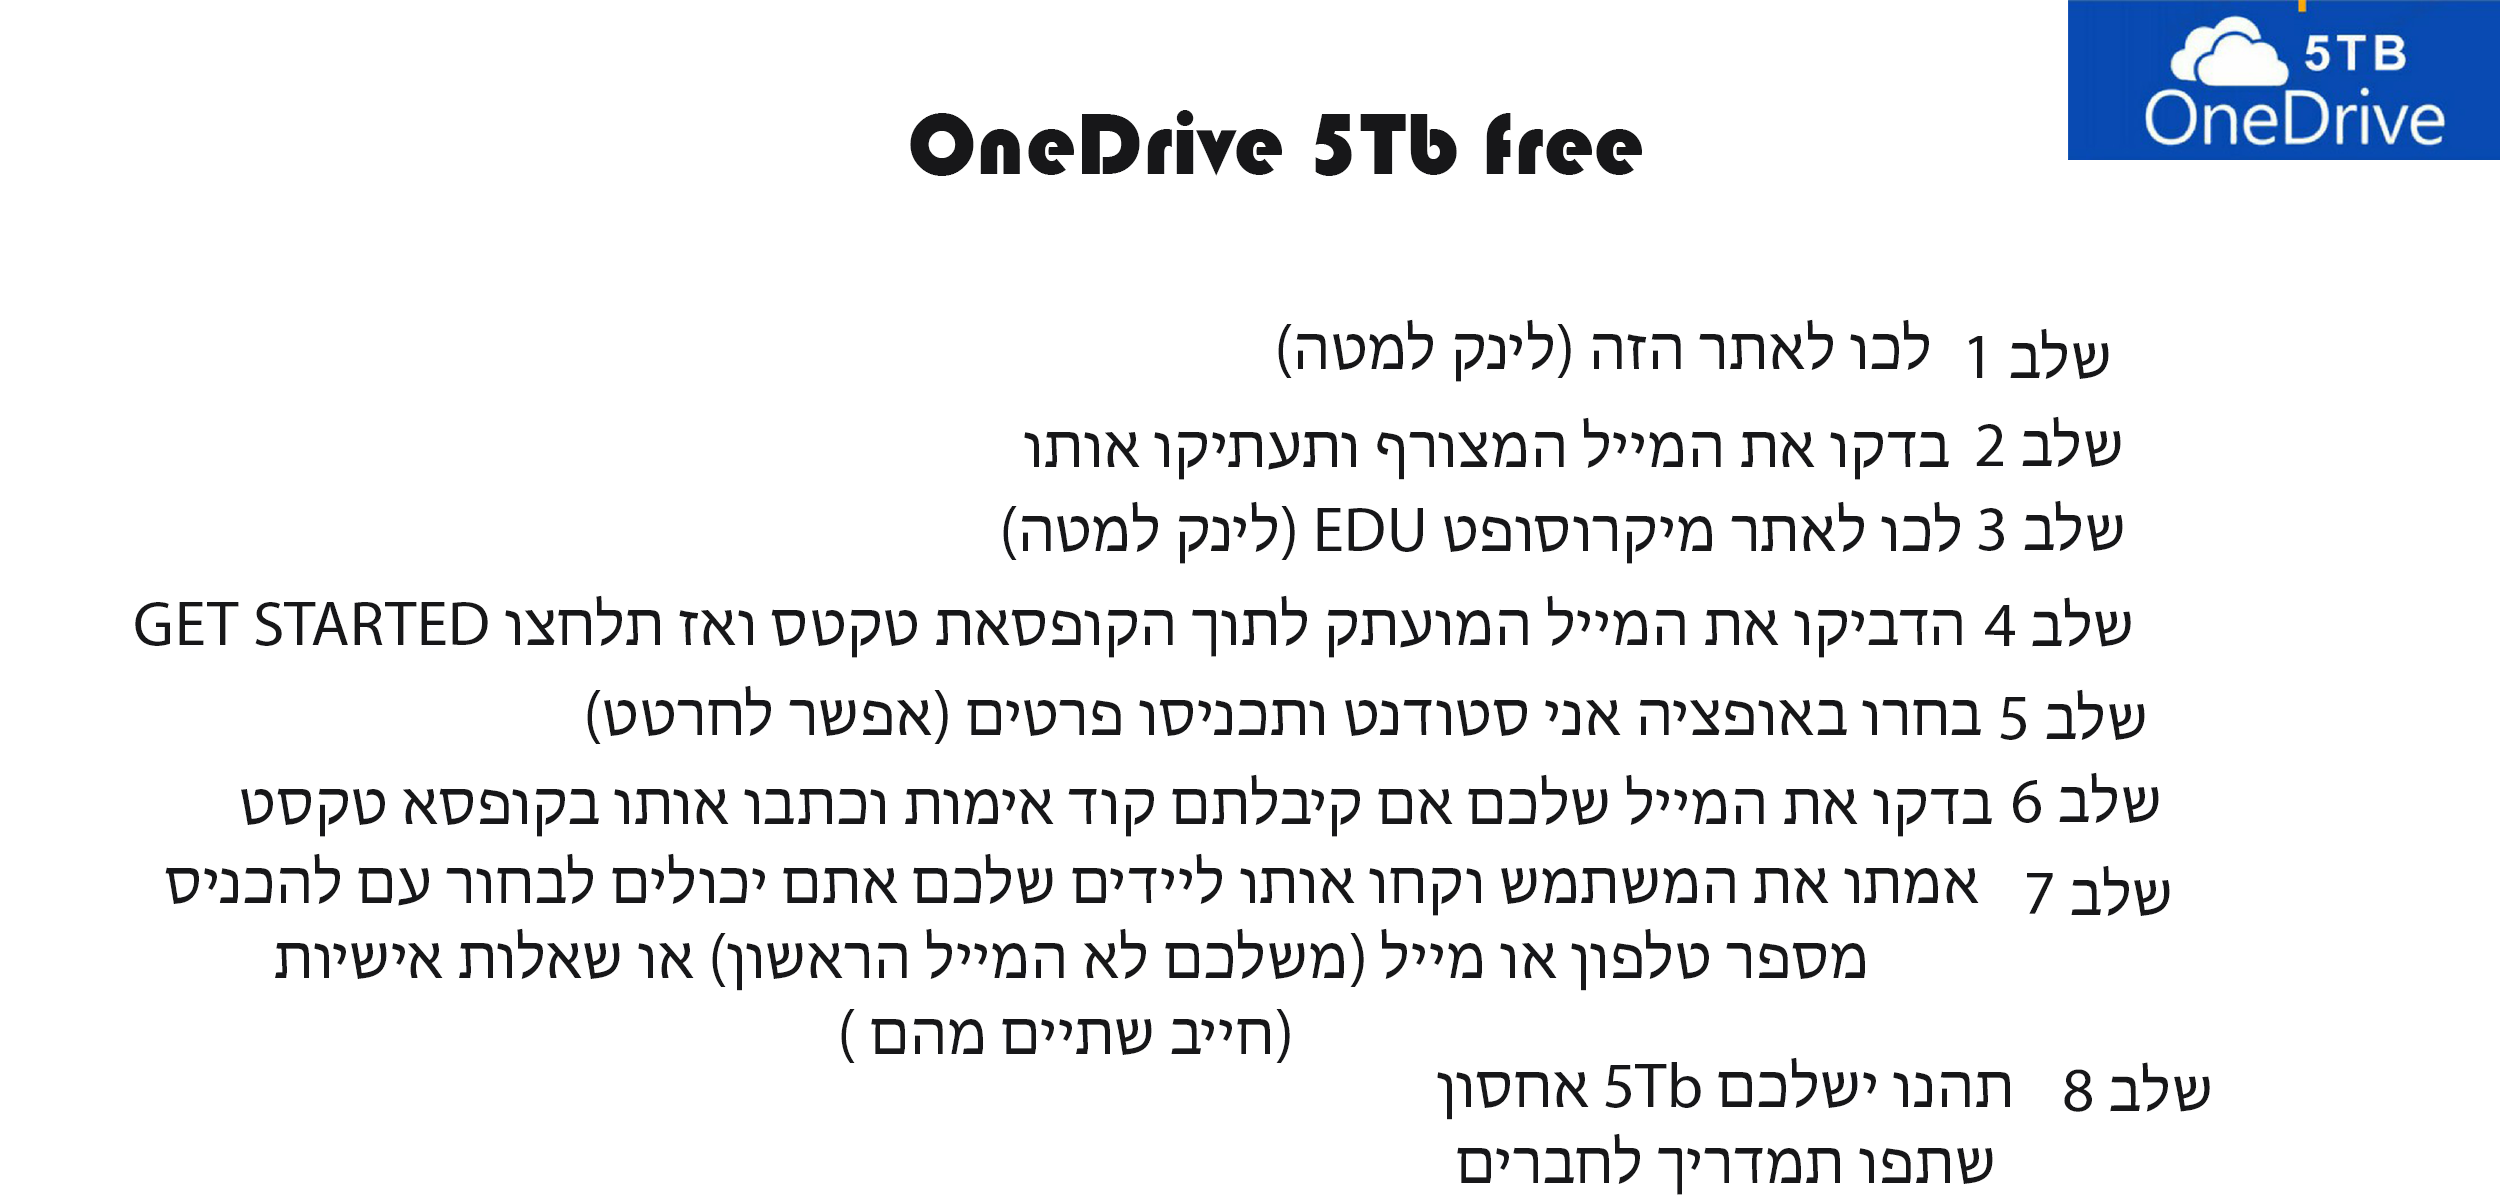 5TB
OneDrive
OneDrive 5Tb free
שלב 1 לכו לאתר הזה (לינק למטה)
שלב 2 בדקו את המייל המצורף ותעתיקו אותו
שלב 3 לכו לאתר מיקרוסופט EDU (לינק למטה)
שלב 4 הדביקו את המייל המועתק לתוך הקופסאת טקטס ואז תלחצו GET STARTED
שלב 5 בחרו באופציה אני סטודנט ותכניסו פרטים (אפשר לחרטט)
שלב 6 בדקו את המייל שלכם אם קיבלתם קוד אימות וכתבו אותו בקופסא טקסט
שלב 7 אמתו את המשתמש וקחו אותו ליידים שלכם אתם יכולים לבחור עם להכניס
מספר טלפון או מייל (משלכם לא המייל הראשון) או שאלות אישיות
(חייב שתיים מהם )
שלב 8 תהנו ישלכם 5Tb אחסון
שתפו תמדריך לחברים